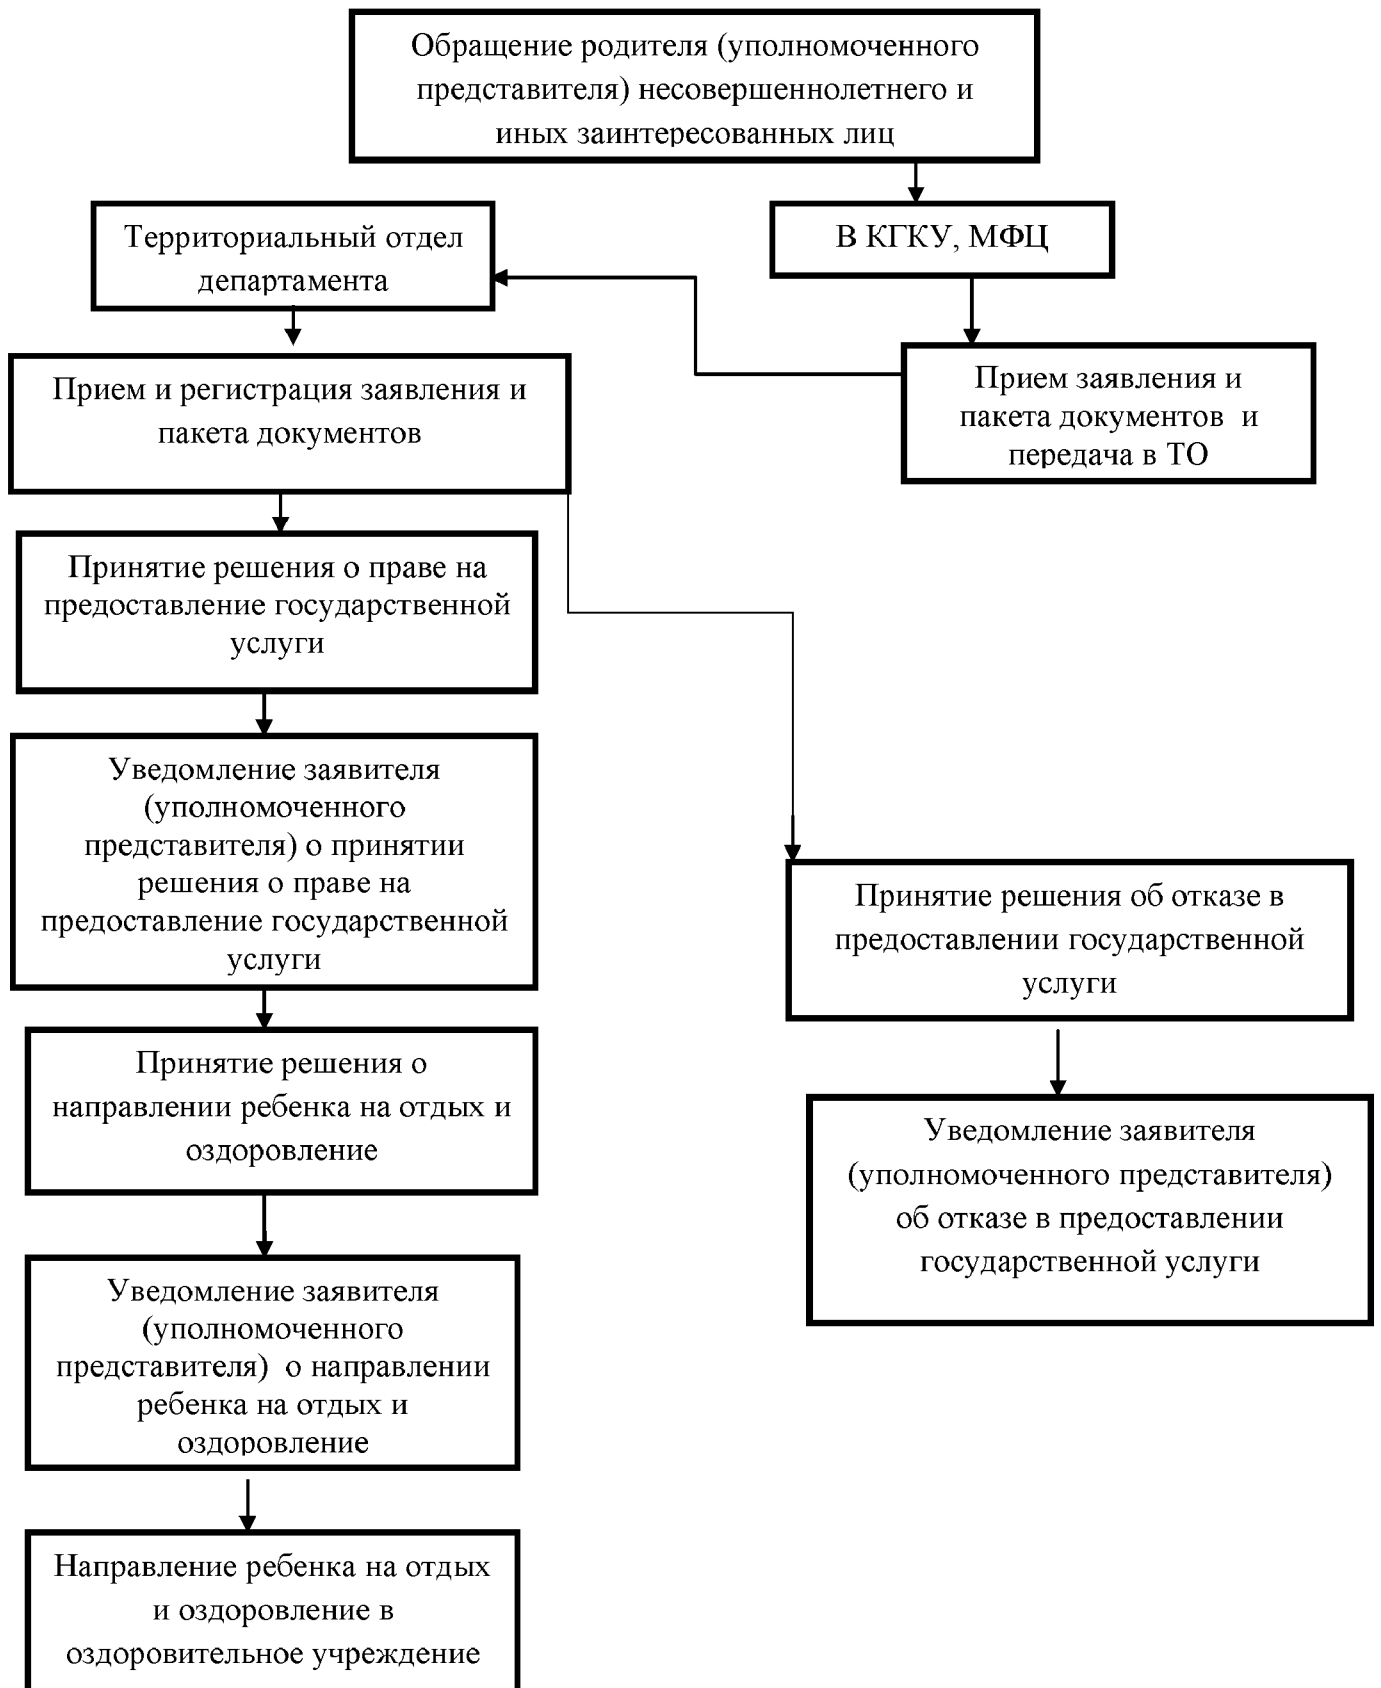 Обращение родителя (уполномоченного
представителя) несовершеннолетнего и
иных заинтересованных лиц
Территориальный отдел
департамента
В КГКУ, МФЦ
Прием заявления и
пакета документов  и
передача в ТО
Прием и регистрация заявления и
пакета документов
Принятие решения о праве на
предоставление государственной
услуги
Уведомление заявителя
(уполномоченного
представителя) о принятии
решения о праве на
предоставление государственной
услуги
Принятие решения об отказе в
предоставлении государственной
услуги
Принятие решения о
направлении ребенка на отдых и
оздоровление
Уведомление заявителя
(уполномоченного представителя)
об отказе в предоставлении
государственной услуги
Уведомление заявителя
(уполномоченного
представителя)  о направлении
ребенка на отдых и
оздоровление
Направление ребенка на отдых
и оздоровление в
оздоровительное учреждение